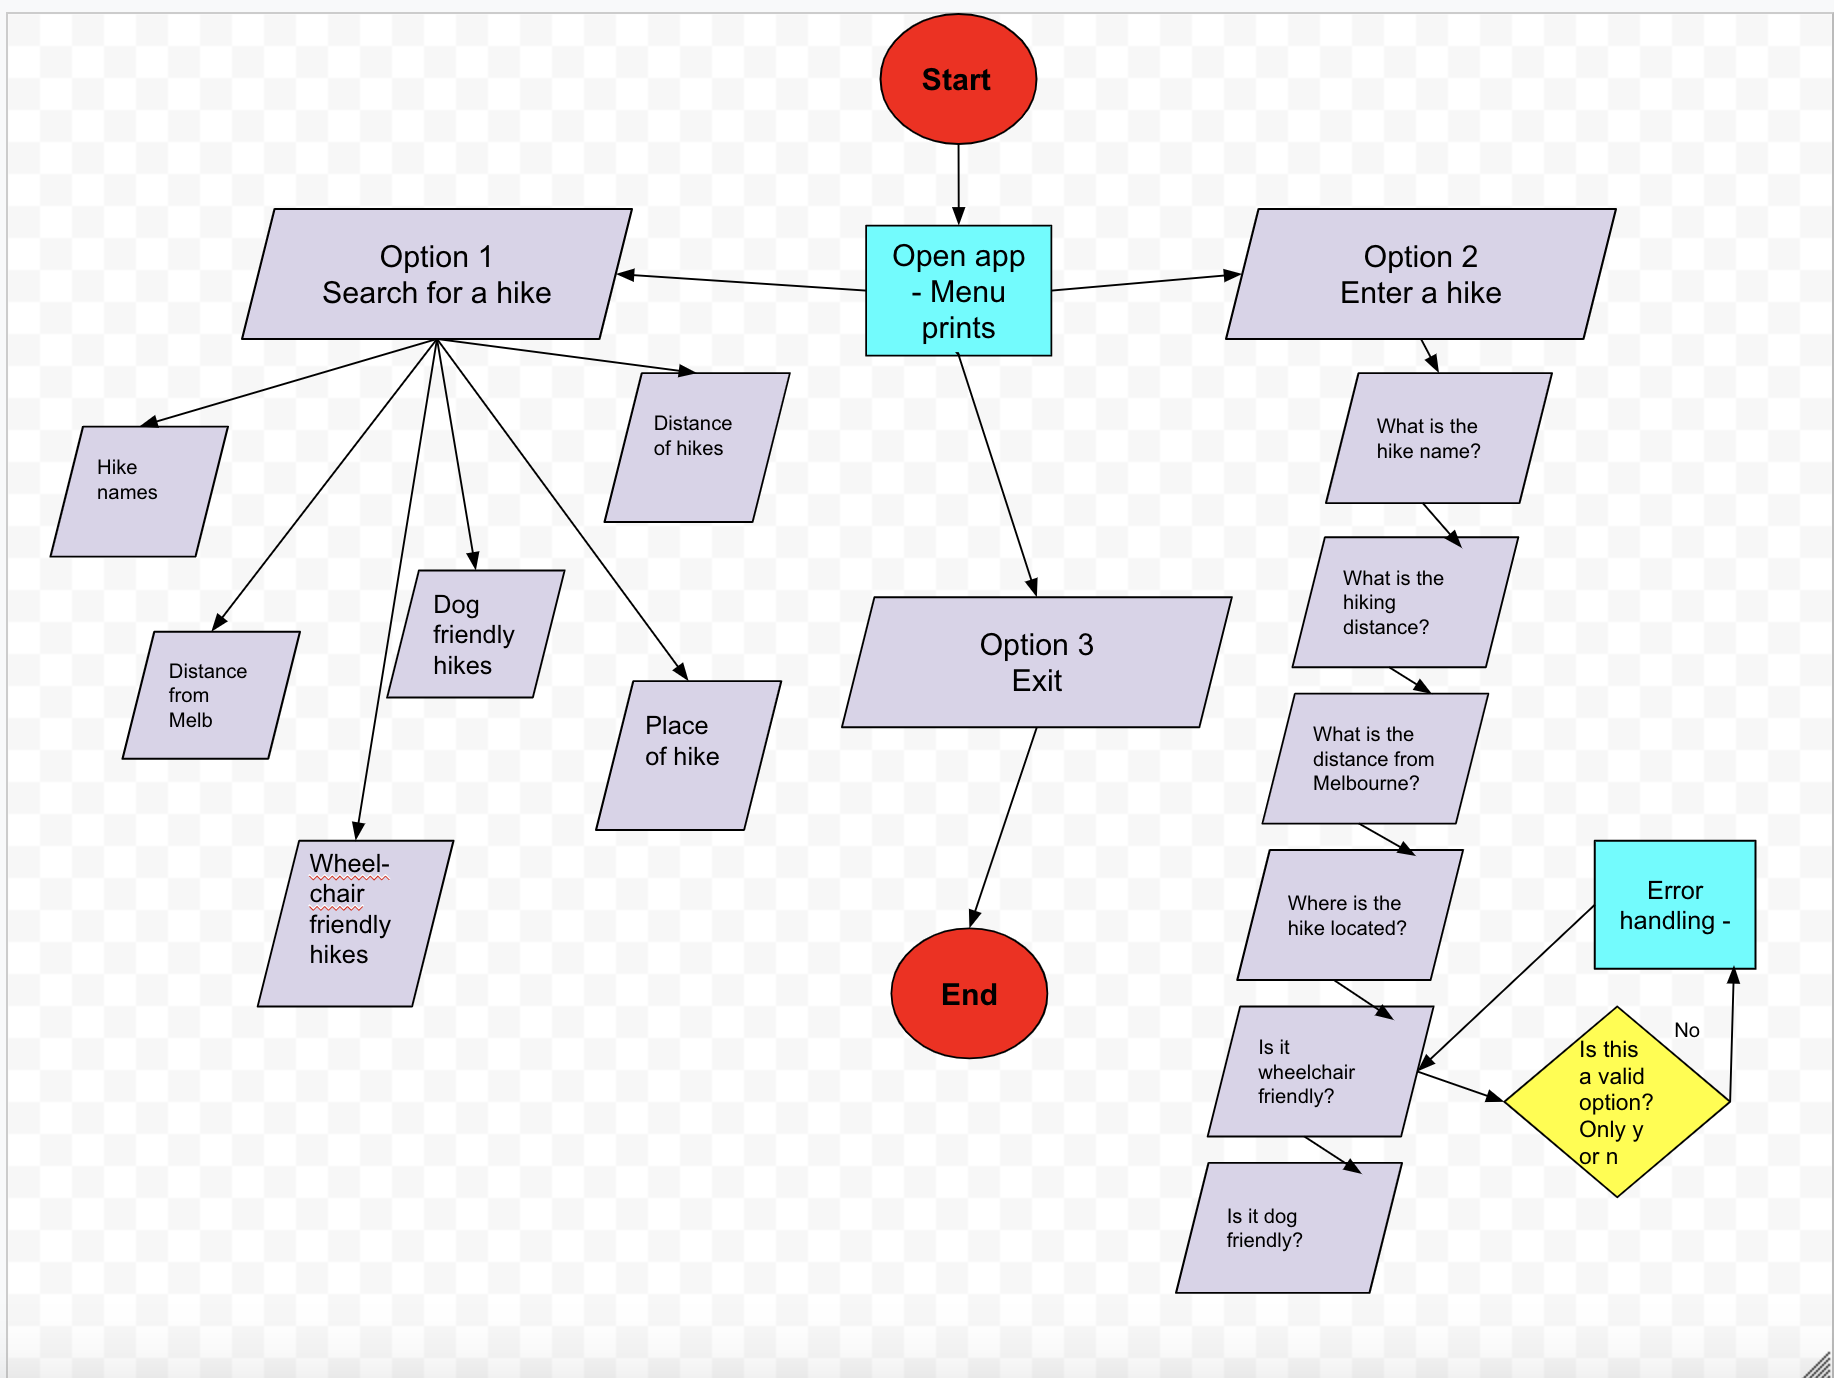 Start
Open app
- Menu
prints
Option 1
Search for a hike
Option 2
Enter a hike
Hike
names
Distance
from
Melb
Wheel-
chair
friendly
hikes
Dog
friendly
hikes
Place
of hike
Distance
of hikes
Option 3
Exit
End
What is the
hike name?
What is the
hiking
distance?
What is the
distance from
Melbourne?
Where is the
hike located?
Is it
wheelchair
friendly?
Is it dog
friendly?
Error
handling -
No
Is this
a valid
option?
Only y
or n